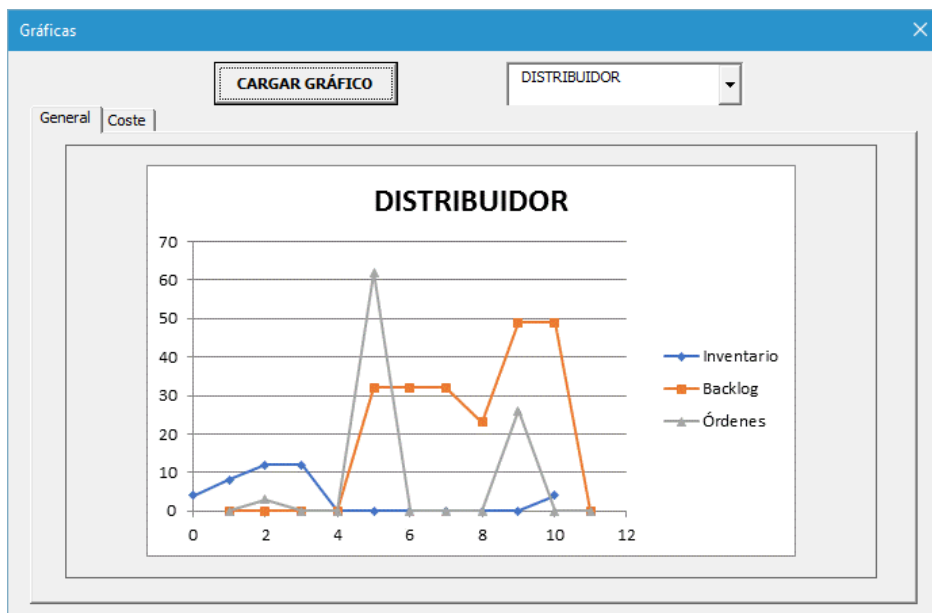 Gráficas
CARGAR GRÁFICO
DISTRIBUIDOR
General
Coste
DISTRIBUIDOR
70
60
50
40
30
20
10
0
0 2 4 6 8 10 12
Inventario
Backlog
Órdenes